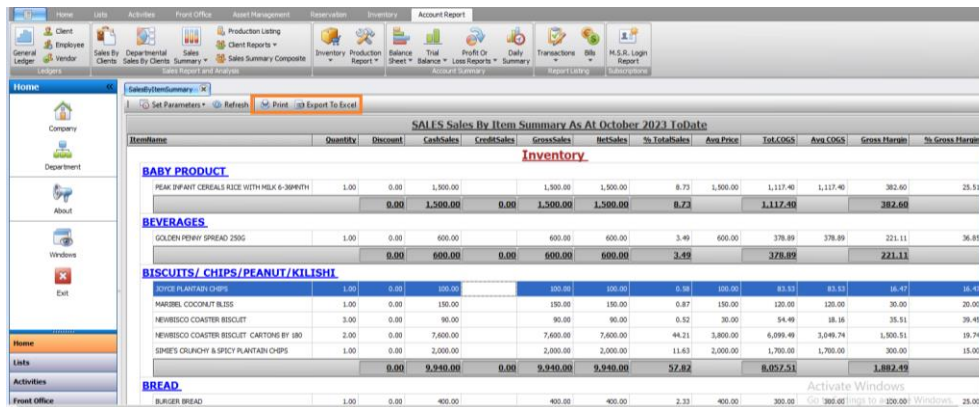 Home Lists Activities Front Office Asset Management Reservation Inventory Account Report
Client
Employee
Vendor
General Ledger
Ledgers
Sales By Clients
Departmental Sales By Clients
Sales Summary
Production Listing
Client Reports
Sales Summary Composite
Sales Report and Analysis
Inventory
Production Report
Balance Sheet
Trial Balance
Profit Or Loss Reports
Daily Summary
Account Summary
Transactions
Bills
Report Listing
M.S.R. Login Report
Subscriptions
Home
Company
Department
About
Windows
Exit
Home
Lists
Activities
Front Office
SalesByItemSummary
Set Parameters Refresh Print Export To Excel
SALES Sales By Item Summary As At October 2023 ToDate
ItemName Quantity Discount CashSales CreditSales GrossSales NetSales % TotalSales Avg Price Tot.COGS Avg COGS Gross Margin % Gross Margin
Inventory
BABY PRODUCT
PEAK INFANT CEREALS RICE WITH MILK 6-36MNTH 1.00 0.00 1,500.00 1,500.00 1,500.00 8.73 1,500.00 1,117.40 1,117.40 382.60 25.51
0.00 1,500.00 0.00 1,500.00 1,500.00 8.73 1,117.40 382.60
BEVERAGES
GOLDEN PENNY SPREAD 250G 1.00 0.00 600.00 600.00 600.00 3.49 600.00 378.89 378.89 221.11 36.85
0.00 600.00 0.00 600.00 600.00 3.49 378.89 221.11
BISCUITS/ CHIPS/PEANUT/KILISHI
JOYCE PLANTAIN CHIPS 1.00 0.00 100.00 100.00 100.00 0.58 100.00 83.53 83.53 16.47 16.47
MARIBEL COCONUT BLISS 1.00 0.00 150.00 150.00 150.00 0.87 150.00 120.00 120.00 30.00 20.00
NEWBISCO COASTER BISCUIT 3.00 0.00 90.00 90.00 90.00 0.52 30.00 54.49 18.16 35.51 39.45
NEWBISCO COASTER BISCUIT CARTONS BY 180 2.00 0.00 7,600.00 7,600.00 7,600.00 44.21 3,800.00 6,099.49 3,049.74 1,500.51 19.74
SIMIE'S CRUNCHY & SPICY PLANTAIN CHIPS 1.00 0.00 2,000.00 2,000.00 2,000.00 11.63 2,000.00 1,700.00 1,700.00 300.00 15.00
0.00 9,940.00 0.00 9,940.00 9,940.00 57.82 8,057.51 1,882.49
BREAD
BURGER BREAD 1.00 0.00 400.00 400.00 400.00 2.33 400.00 300.00 300.00 100.00 25.00
Activate Windows